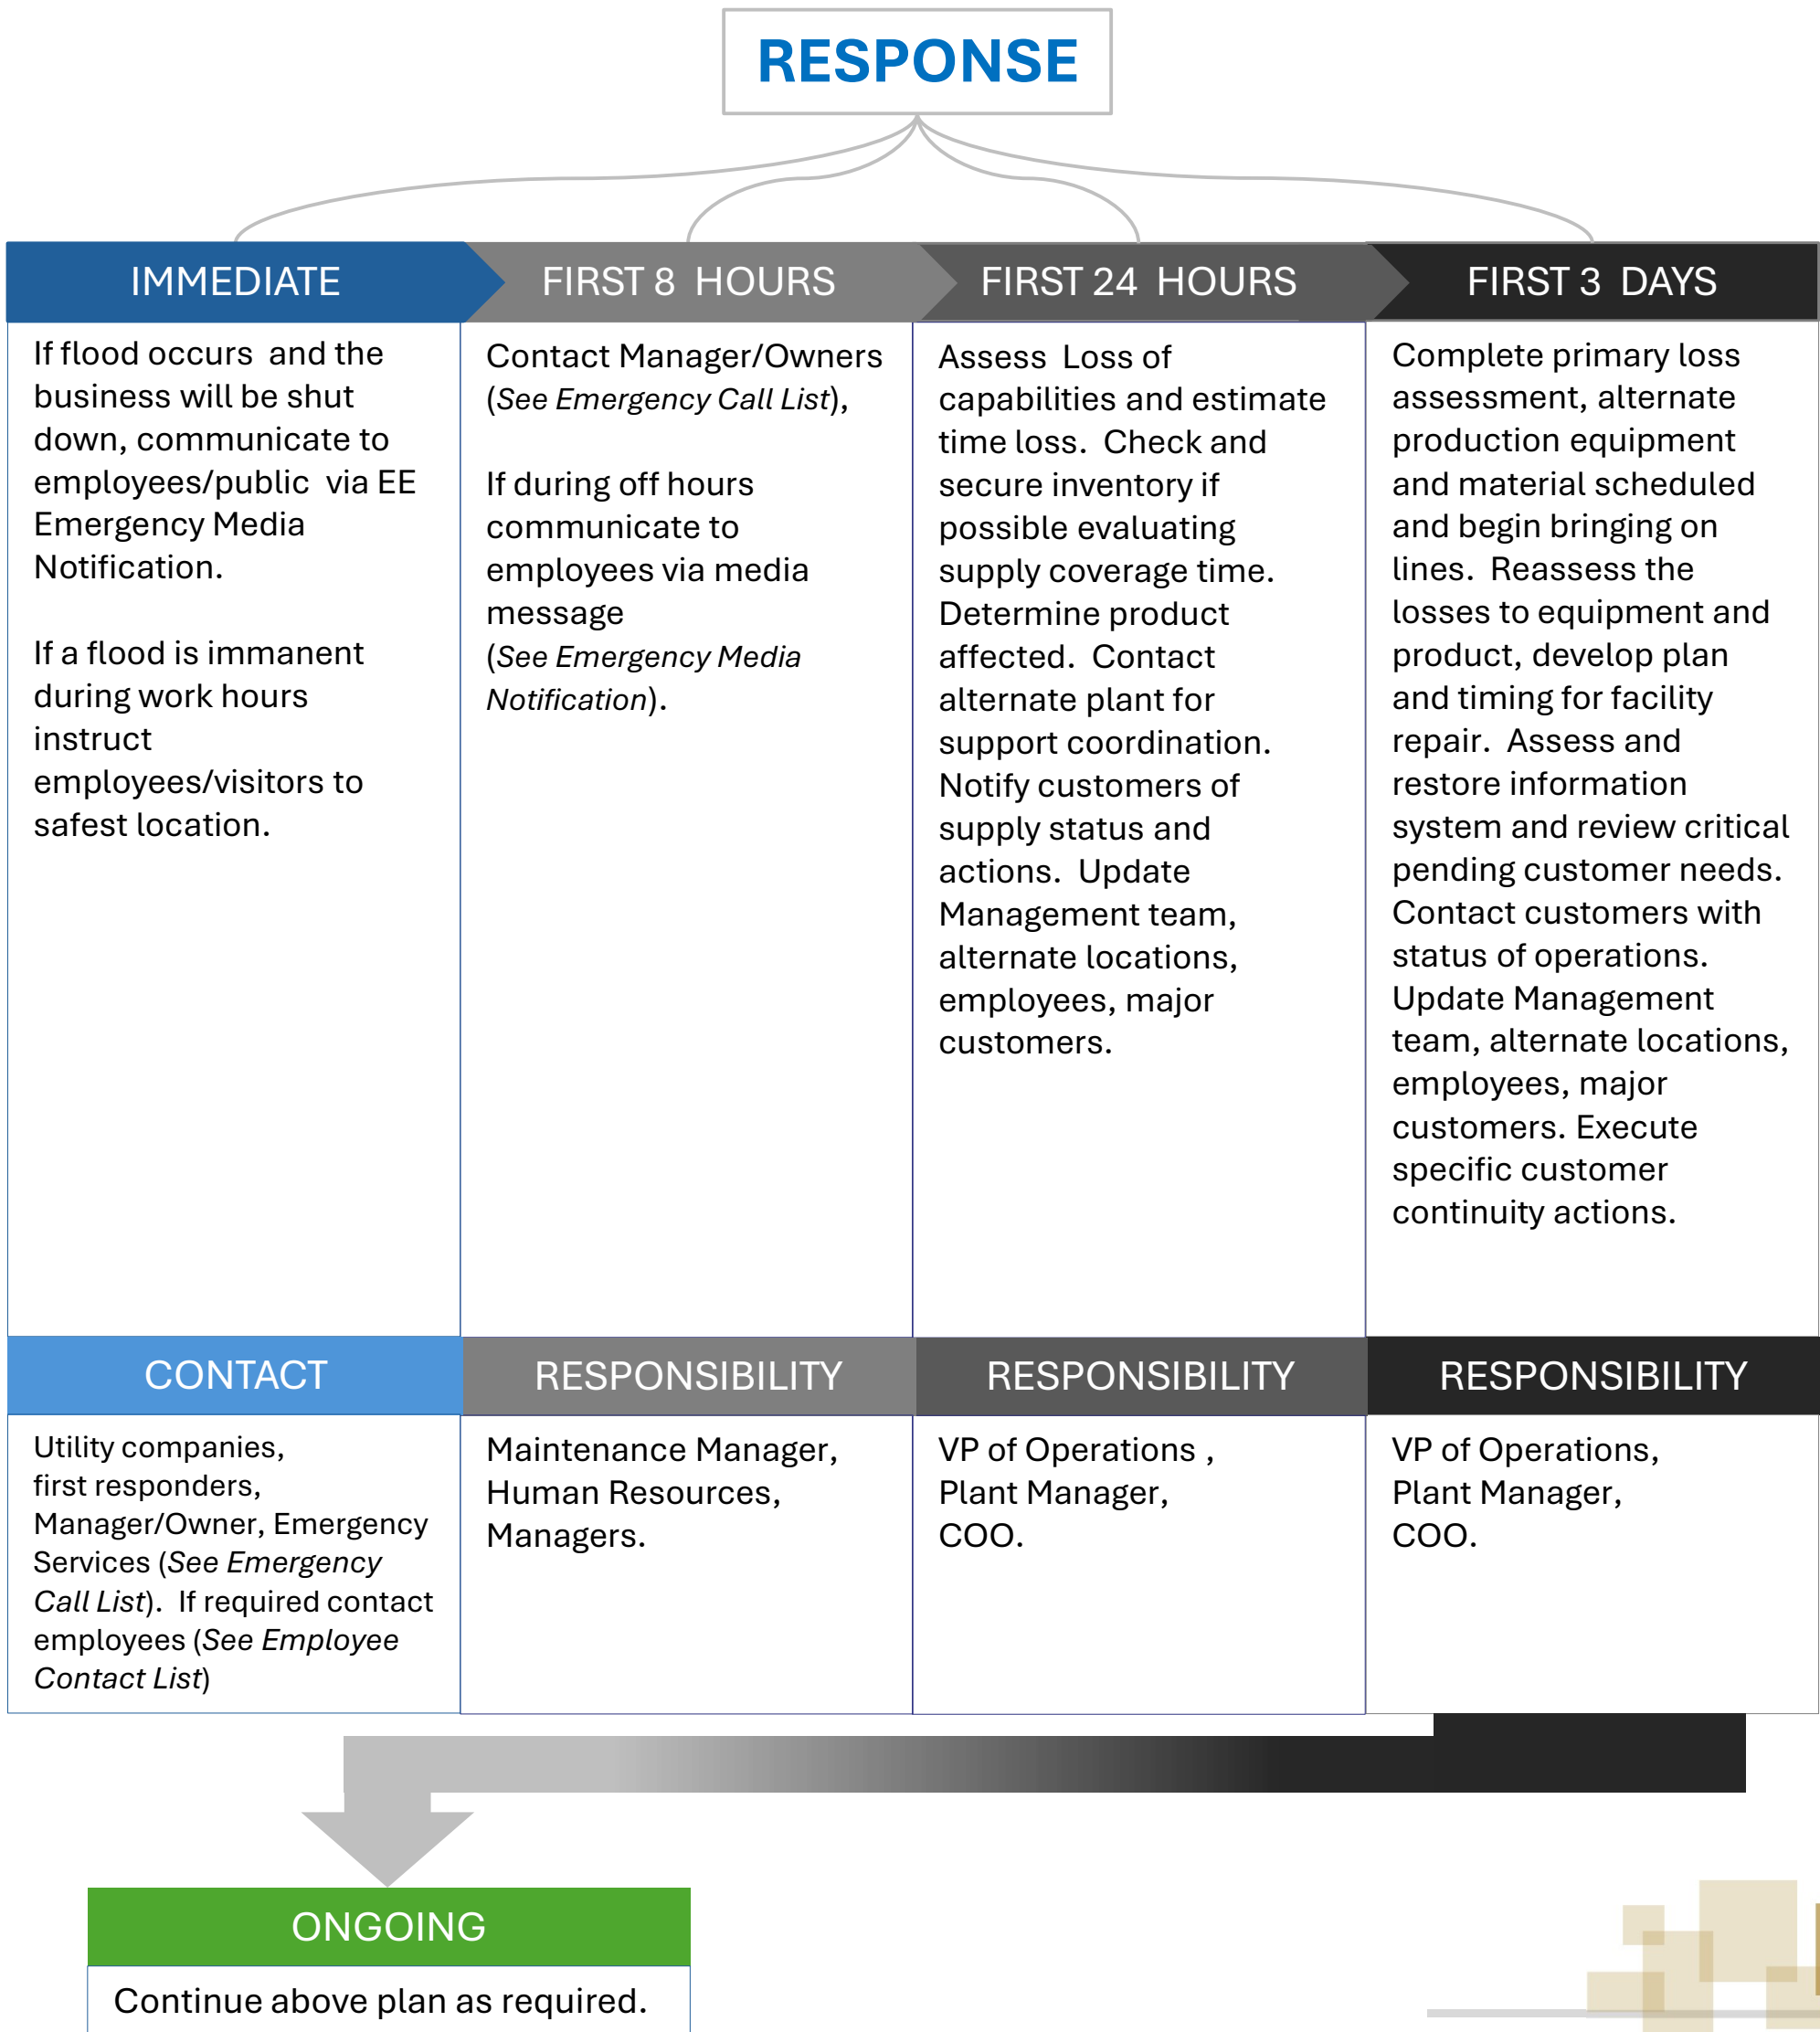 RESPONSE
IMMEDIATE
If flood occurs and the
business will be shut
down, communicate to
employees/public via EE
Emergency Media
Notification.
If a flood is immanent
during work hours
instruct
employees/visitors to
safest location.
FIRST 8 HOURS
Contact Manager/Owners
(See Emergency Call List),
If during off hours
communicate to
employees via media
message
(See Emergency Media
Notification).
FIRST 24 HOURS
Assess Loss of
capabilities and estimate
time loss. Check and
secure inventory if
possible evaluating
supply coverage time.
Determine product
affected. Contact
alternate plant for
support coordination.
Notify customers of
supply status and
actions. Update
Management team,
alternate locations,
employees, major
customers.
FIRST 3 DAYS
Complete primary loss
assessment, alternate
production equipment
and material scheduled
and begin bringing on
lines. Reassess the
losses to equipment and
product, develop plan
and timing for facility
repair. Assess and
restore information
system and review critical
pending customer needs.
Contact customers with
status of operations.
Update Management
team, alternate locations,
employees, major
customers. Execute
specific customer
continuity actions.
CONTACT
Utility companies,
first responders,
Manager/Owner, Emergency
Services (See Emergency
Call List). If required contact
employees (See Employee
Contact List)
RESPONSIBILITY
Maintenance Manager,
Human Resources,
Managers.
RESPONSIBILITY
VP of Operations ,
Plant Manager,
COO.
RESPONSIBILITY
VP of Operations,
Plant Manager,
COO.
ONGOING
Continue above plan as required.